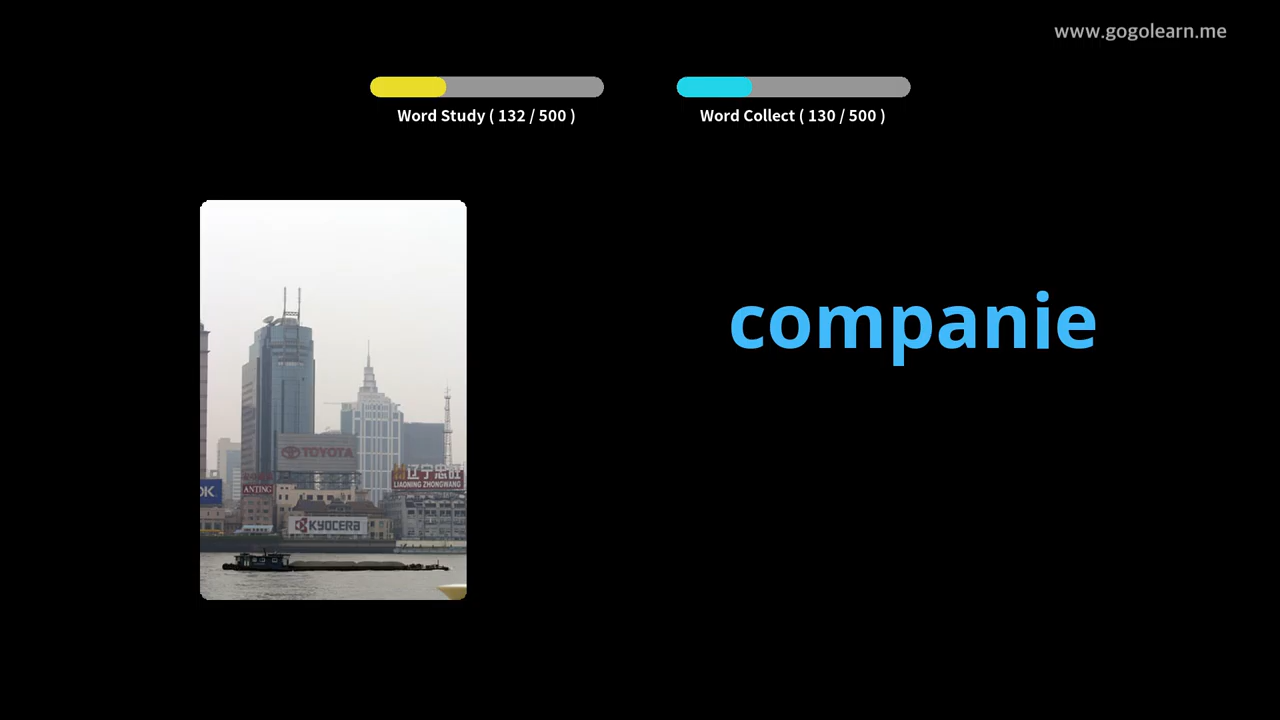 www.gogolearn.me
Word Study ( 132 / 500 )
Word Collect ( 130 / 500 )
companie
TOYOTA
辽宁忠旺
LIAONING ZHONGWANG
OK
ANTING
KYOCERA